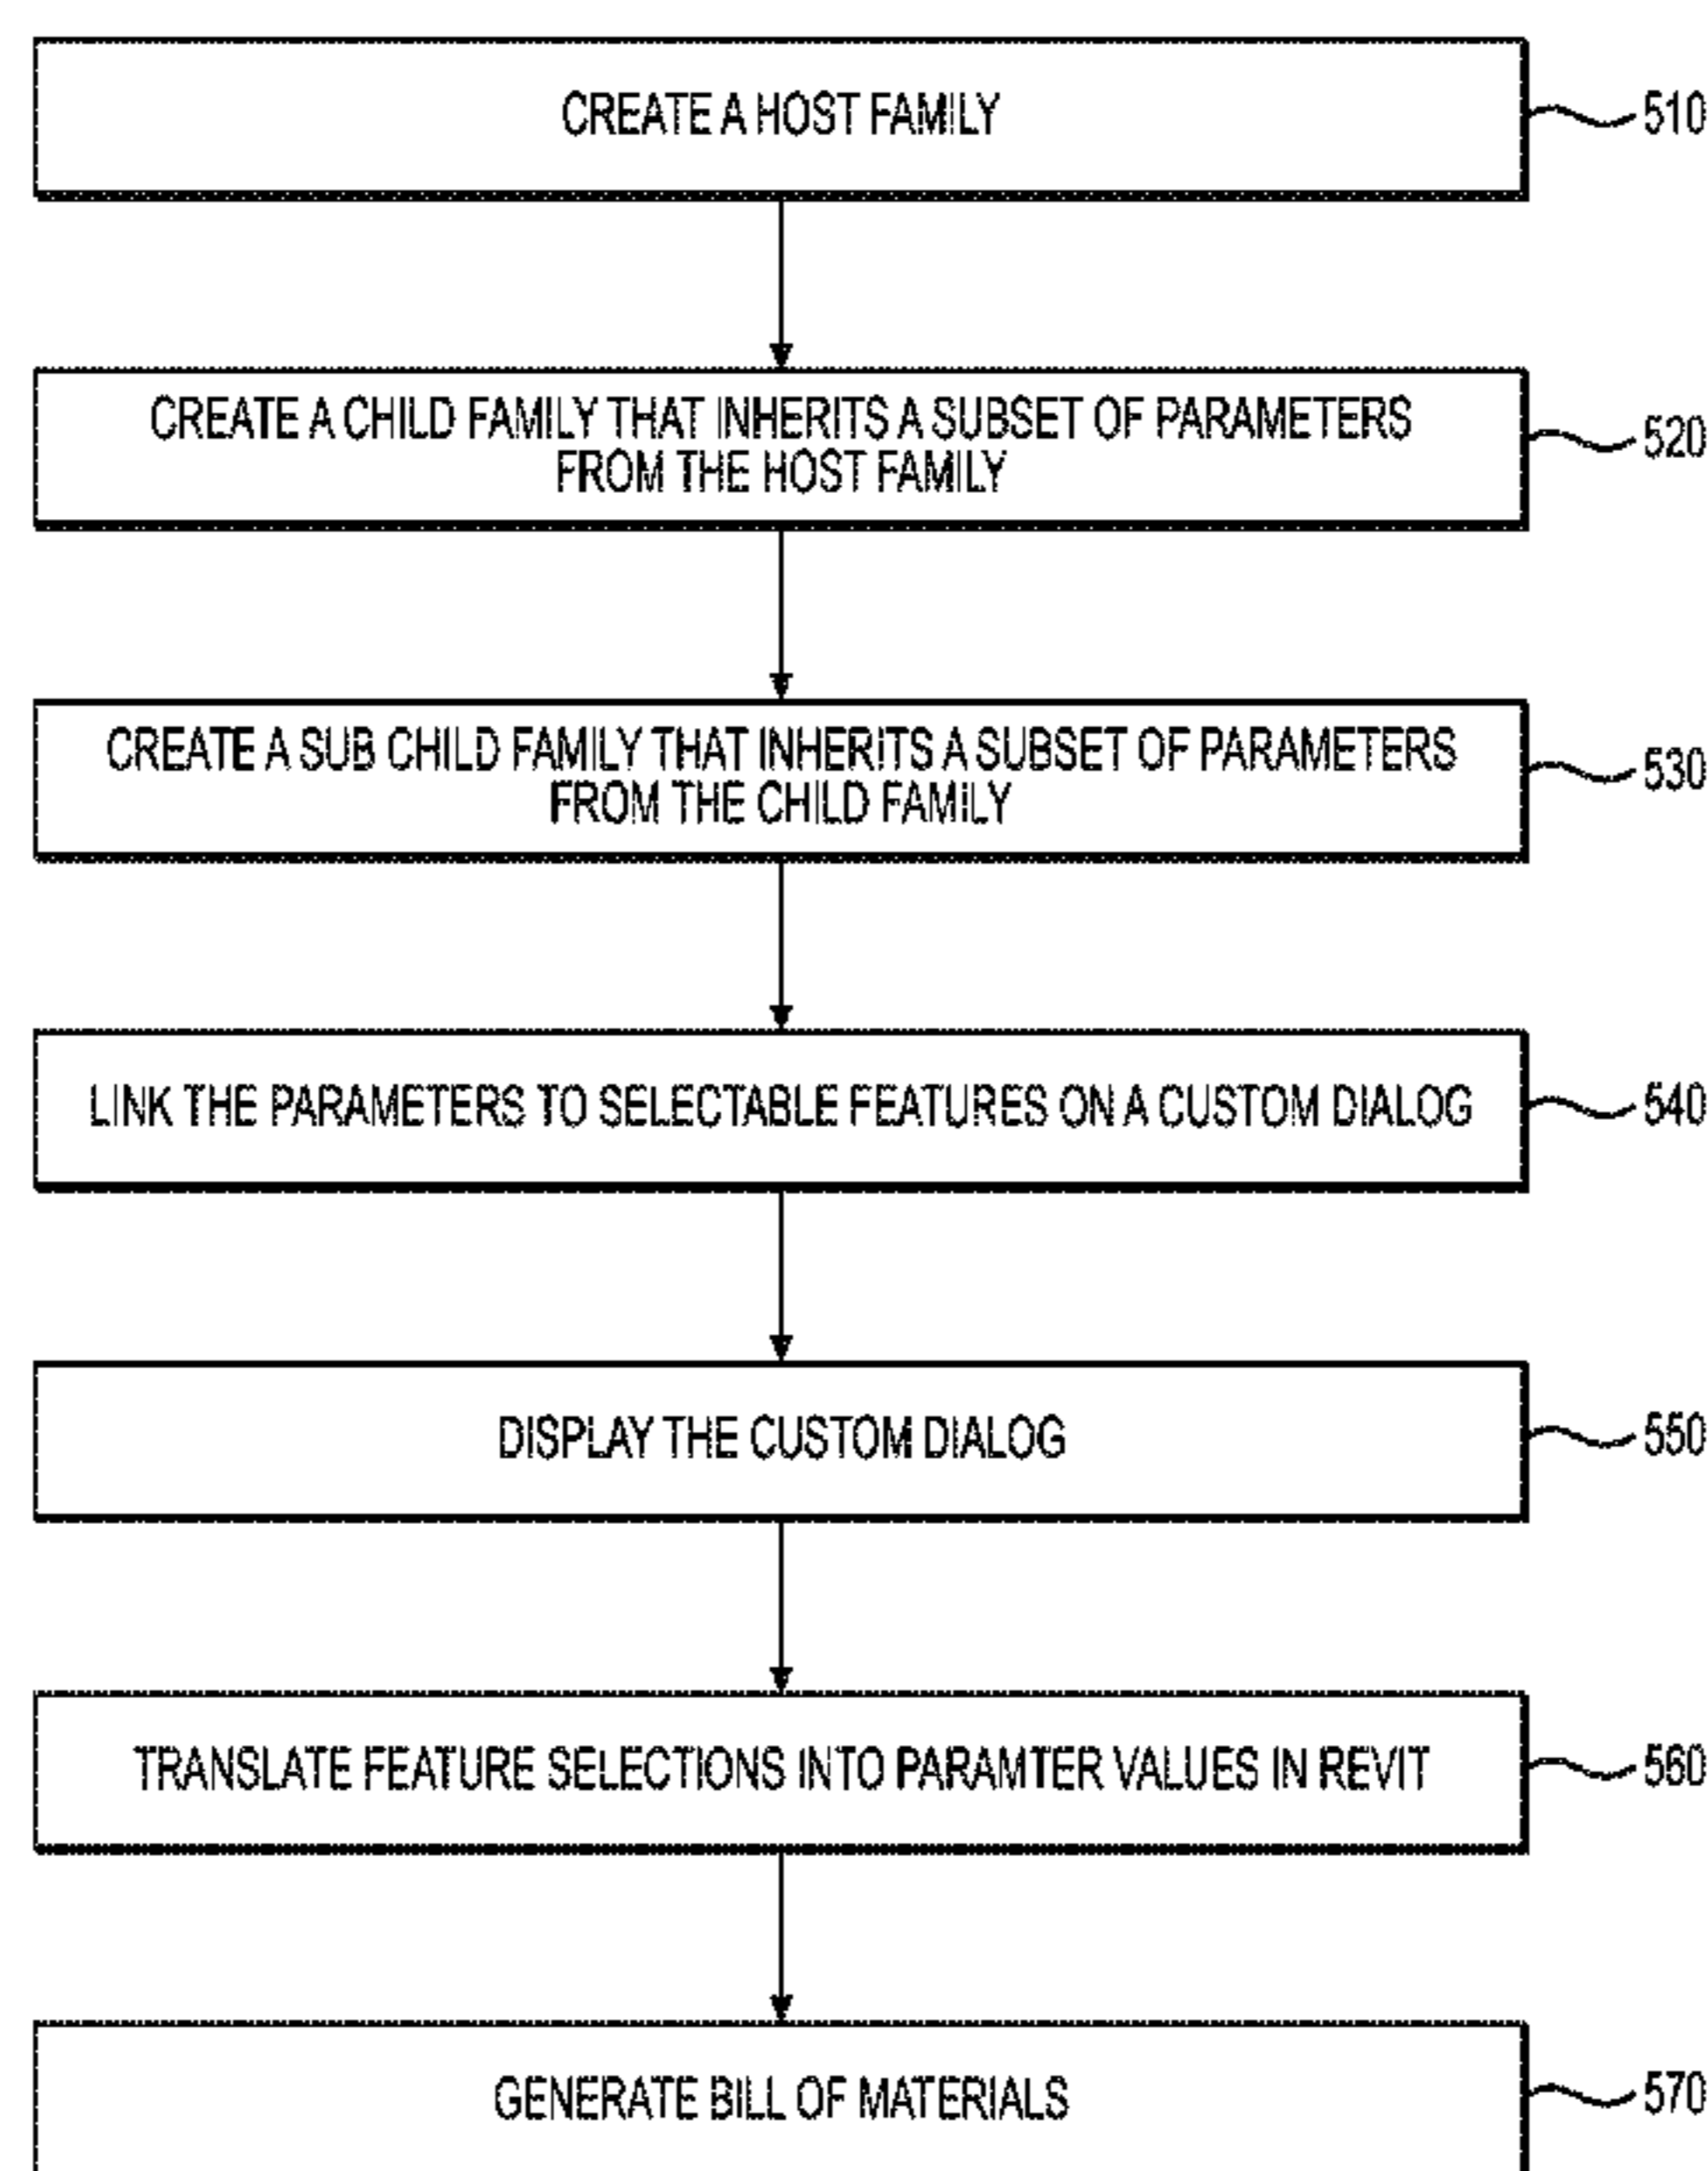 CREATE A HOST FAMILY
510
CREATE A CHILD FAMILY THAT INHERITS A SUBSET OF PARAMETERS
FROM THE HOST FAMILY
520
CREATE A SUB CHILD FAMILY THAT INHERITS A SUBSET OF PARAMETERS
FROM THE CHILD FAMILY
530
LINK THE PARAMETERS TO SELECTABLE FEATURES ON A CUSTOM DIALOG
540
DISPLAY THE CUSTOM DIALOG
550
TRANSLATE FEATURE SELECTIONS INTO PARAMTER VALUES IN REVIT
560
GENERATE BILL OF MATERIALS
570